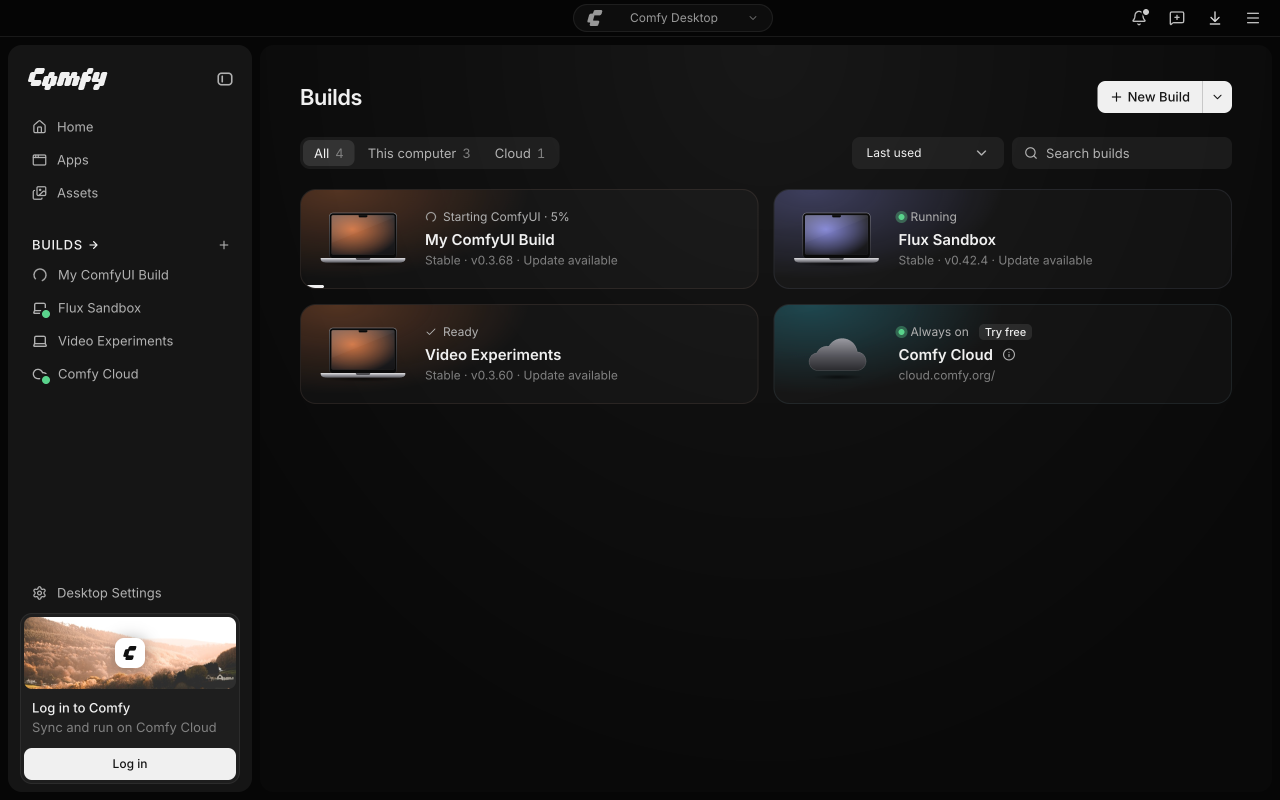 Comfy Desktop
Comfy
Home
Apps
Assets
BUILDS
My ComfyUI Build
Flux Sandbox
Video Experiments
Comfy Cloud
Desktop Settings
Log in to Comfy
Sync and run on Comfy Cloud
Log in
Builds
New Build
All 4
This computer 3
Cloud 1
Last used
Search builds
Starting ComfyUI · 5%
My ComfyUI Build
Stable · v0.3.68 · Update available
Running
Flux Sandbox
Stable · v0.42.4 · Update available
Ready
Video Experiments
Stable · v0.3.60 · Update available
Always on Try free
Comfy Cloud
cloud.comfy.org/